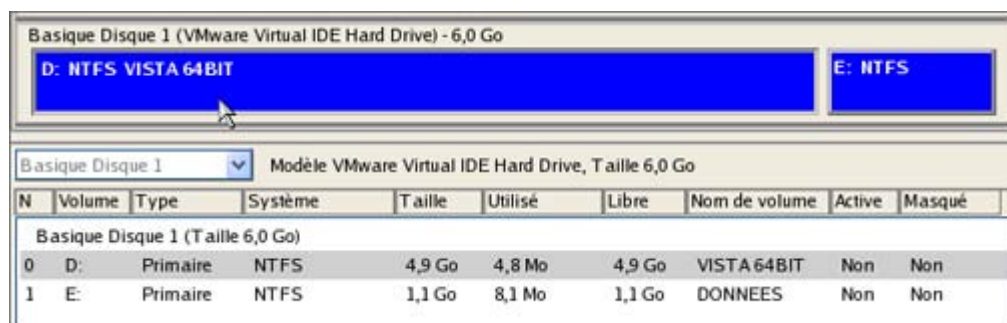 Basique Disque 1 (VMware Virtual IDE Hard Drive) - 6,0 Go
D: NTFS VISTA 64BIT E: NTFS
Basique Disque 1 Modèle VMware Virtual IDE Hard Drive, Taille 6,0 Go
N Volume Type Système Taille Utilisé Libre Nom de volume Active Masqué
Basique Disque 1 (Taille 6,0 Go)
0 D: Primaire NTFS 4,9 Go 4,8 Mo 4,9 Go VISTA 64BIT Non Non
1 E: Primaire NTFS 1,1 Go 8,1 Mo 1,1 Go DONNEES Non Non